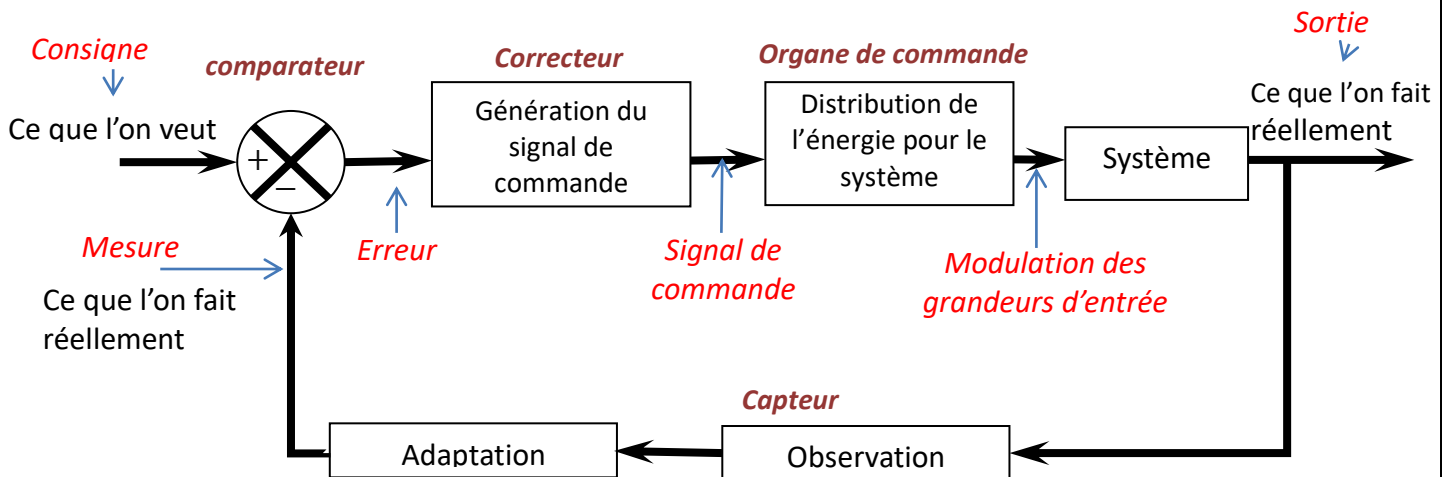 Consigne
comparateur
Correcteur
Organe de commande
Sortie
Ce que l'on veut
+
−
Génération du
signal de
commande
Distribution de
l'énergie pour le
système
Système
Ce que l'on fait
réellement
Mesure
Ce que l'on fait
réellement
Erreur
Signal de
commande
Modulation des
grandeurs d'entrée
Capteur
Adaptation
Observation